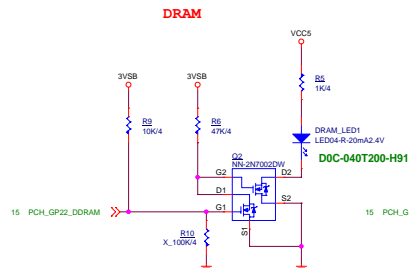 DRAM
VCC5
3VSB
3VSB
R5
1K/4
R9
10K/4
R6
47K/4
DRAM_LED1
LED04-R-20mA2.4V
D0C-040T200-H91
Q2
NN-2N7002DW
G2
D2
D1
S2
G1
S1
15 PCH_GP22_DDRAM
15 PCH_G
R10
X_100K/4